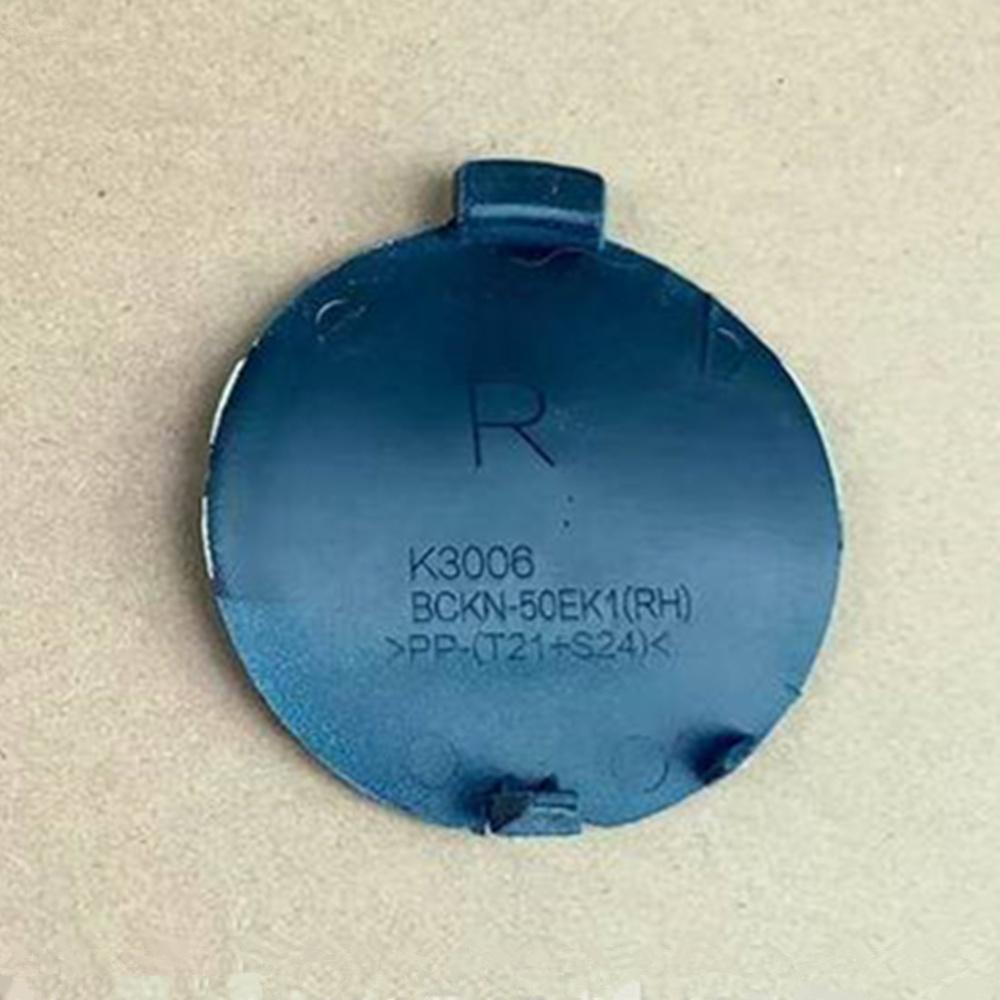 R
K3006
BCKN-50EK1(RH)
>PP-(T21+S24)<